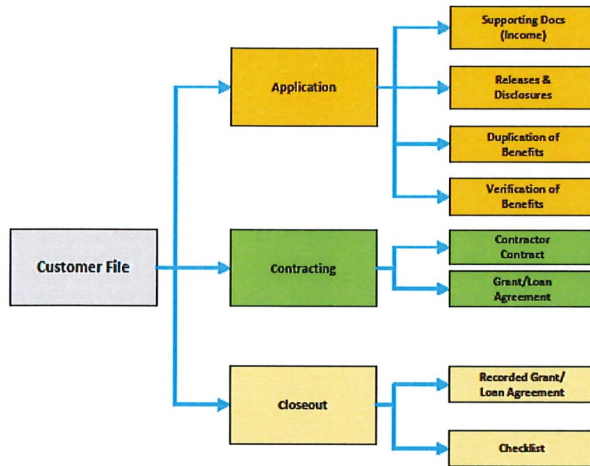 Supporting Docs
(Income)
Application
Releases &
Disclosures
Duplication of
Benefits
Verification of
Benefits
Customer File
Contracting
Contractor
Contract
Grant/Loan
Agreement
Closeout
Recorded Grant/
Loan Agreement
Checklist